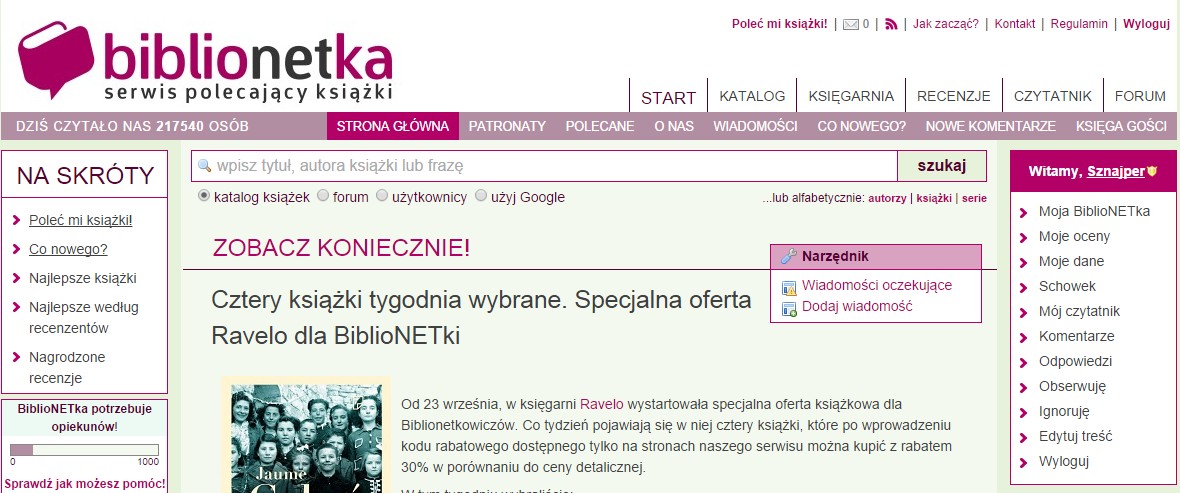 biblionetka
serwis polecający książki
Poleć mi książki! | 0 | | Jak zacząć? | Kontakt | Regulamin | Wyloguj
START KATALOG KSIĘGARNIA RECENZJE CZYTATNIK FORUM
DZIŚ CZYTAŁO NAS 217540 OSÓB
STRONA GŁÓWNA PATRONATY POLECANE O NAS WIADOMOŚCI CO NOWEGO? NOWE KOMENTARZE KSIĘGA GOŚCI
NA SKRÓTY
Poleć mi książki!
Co nowego?
Najlepsze książki
Najlepsze według
recenzentów
Nagrodzone
recenzje
BiblioNETka potrzebuje
opiekunów!
0 1000
Sprawdź jak możesz pomóc!
wpisz tytuł, autora książki lub frazę
szukaj
katalog książek forum użytkownicy użyj Google
...lub alfabetycznie: autorzy | książki | serie
ZOBACZ KONIECZNIE!
Narzędnik
Wiadomości oczekujące
Dodaj wiadomość
Cztery książki tygodnia wybrane. Specjalna oferta
Ravelo dla BiblioNETki
Jaume
Od 23 września, w księgarni Ravelo wystartowała specjalna oferta książkowa dla
Biblionetkowiczów. Co tydzień pojawiają się w niej cztery książki, które po wprowadzeniu
kodu rabatowego dostępnego tylko na stronach naszego serwisu można kupić z rabatem
30% w porównaniu do ceny detalicznej.
Witamy, Sznajper
Moja BiblioNETka
Moje oceny
Moje dane
Schowek
Mój czytatnik
Komentarze
Odpowiedzi
Obserwuję
Ignoruję
Edytuj treść
Wyloguj